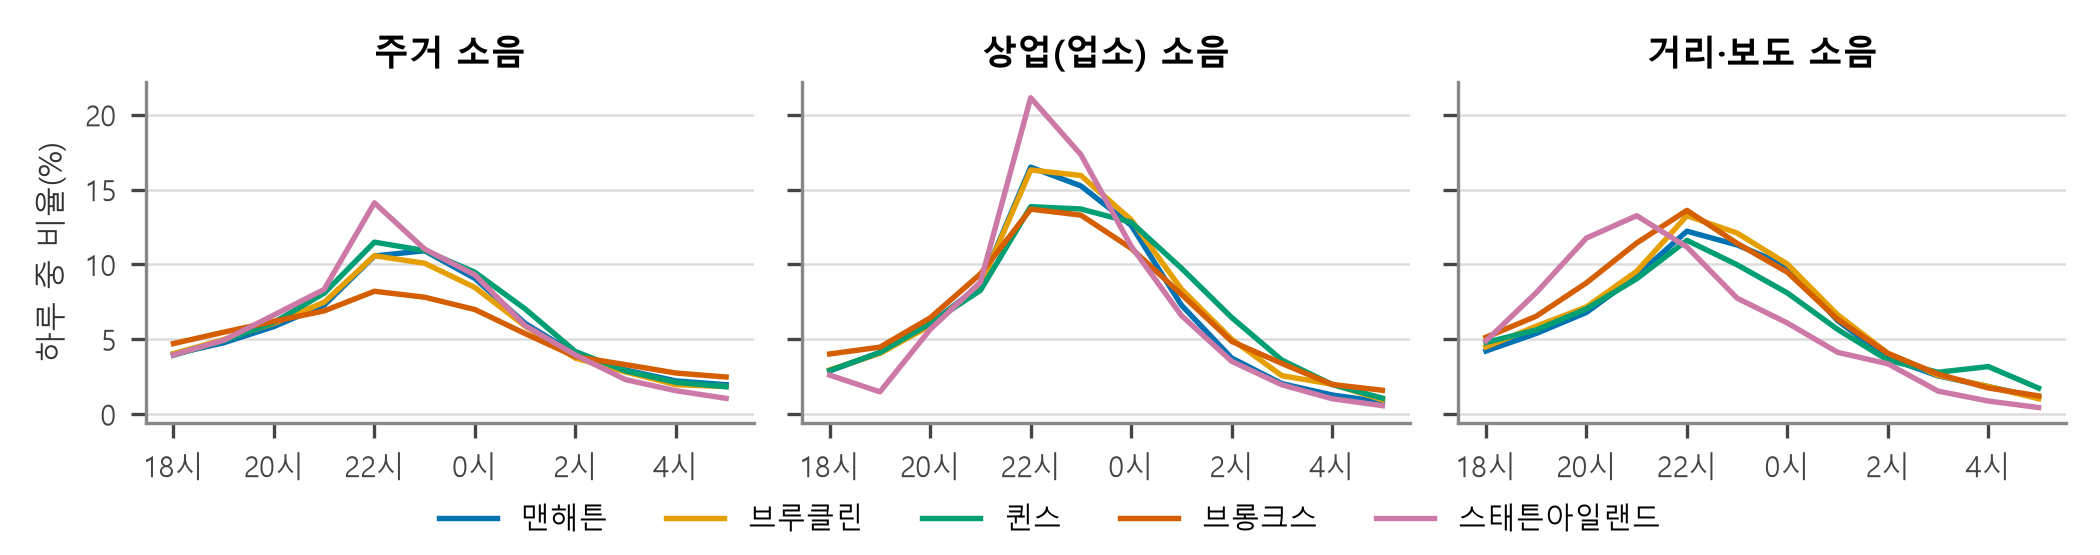 주거 소음
상업(업소) 소음
거리·보도 소음
하루 중 비율(%)
20
15
10
5
0
18시 20시 22시 0시 2시 4시
18시 20시 22시 0시 2시 4시
18시 20시 22시 0시 2시 4시
맨해튼 브루클린 퀸스 브롱크스 스태튼아일랜드